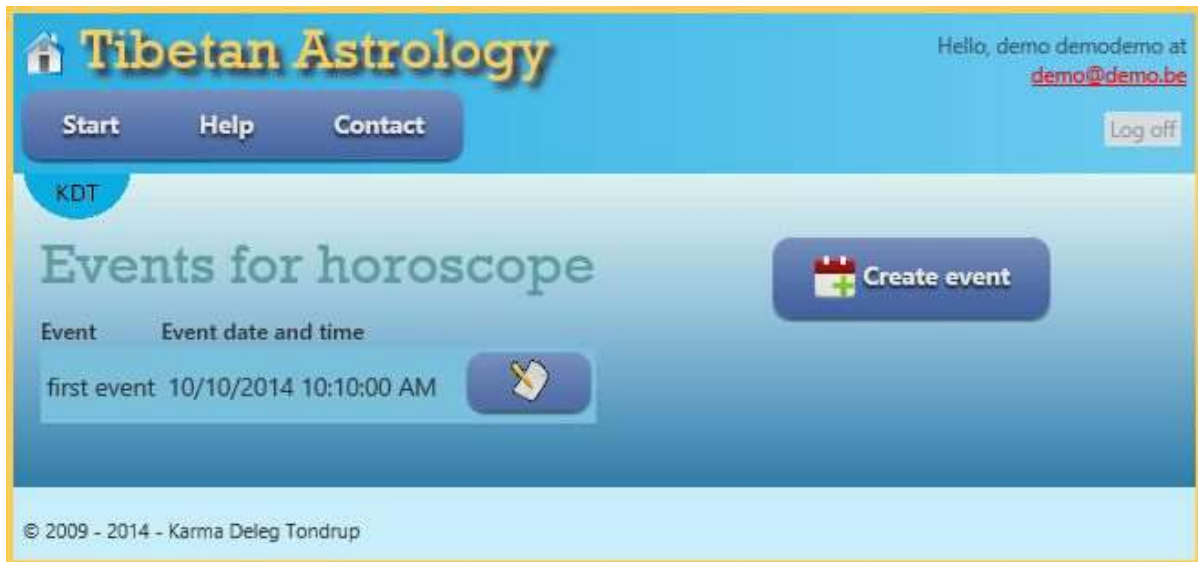 Tibetan Astrology
Hello, demo demodemo at
demo@demo.be
Start Help Contact
Log off
KDT
Events for horoscope
Create event
Event Event date and time
first event 10/10/2014 10:10:00 AM
© 2009 - 2014 - Karma Deleg Tondrup